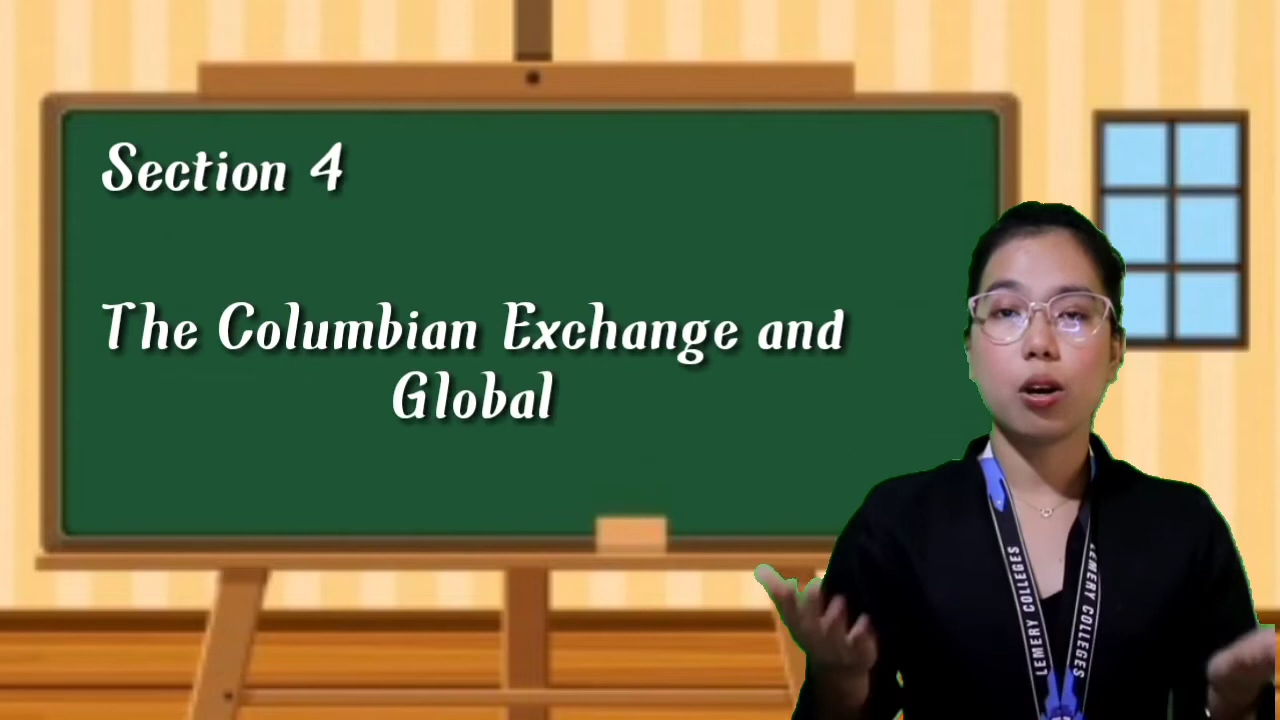 Section 4
The Columbian Exchange and
Global
LEMERY COLLEGES
LEMERY COLLEGES